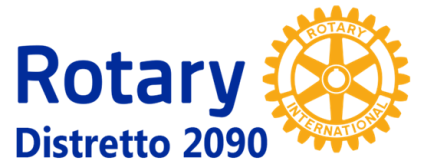 Rotary
Distretto 2090
ROTARY
INTERNATIONAL